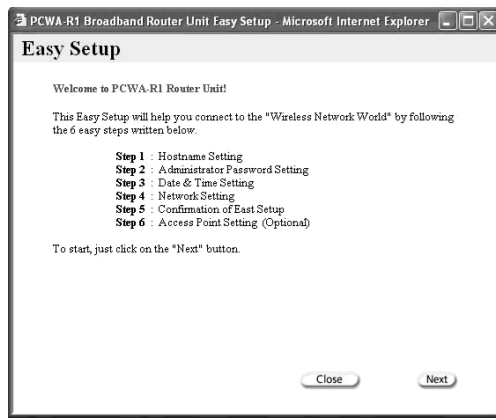 PCWA-R1 Broadband Router Unit Easy Setup - Microsoft Internet Explorer
Easy Setup
Welcome to PCWA-R1 Router Unit!
This Easy Setup will help you connect to the "Wireless Network World" by following
the 6 easy steps written below.
Step 1 : Hostname Setting
Step 2 : Administrator Password Setting
Step 3 : Date & Time Setting
Step 4 : Network Setting
Step 5 : Confirmation of East Setup
Step 6 : Access Point Setting (Optional)
To start, just click on the "Next" button.
Close Next